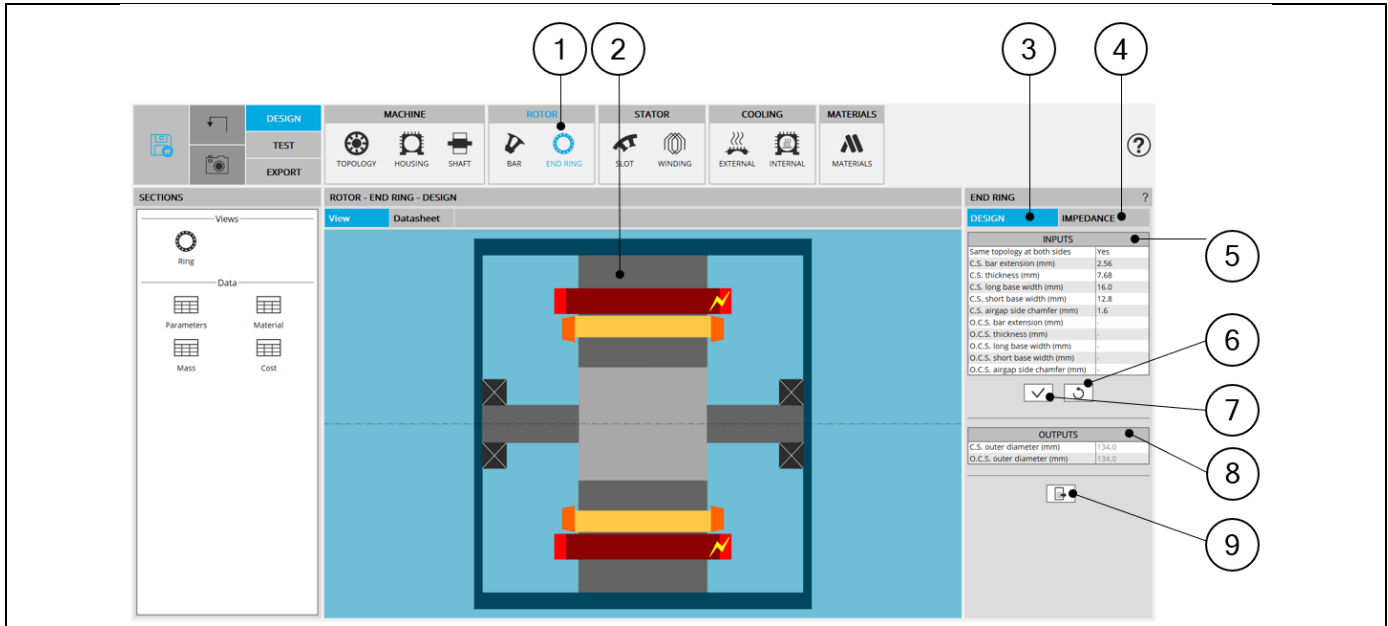 1 2 3 4
DESIGN
TEST
EXPORT
MACHINE
TOPOLOGY HOUSING SHAFT
ROTOR
BAR END RING
STATOR
SLOT WINDING
COOLING
EXTERNAL INTERNAL
MATERIALS
MATERIALS
?
SECTIONS
Views
Ring
Data
Parameters Material
Mass Cost
ROTOR - END RING - DESIGN
View Datasheet
END RING ?
DESIGN IMPEDANCE
INPUTS
Same topology at both sides Yes
C.S. bar extension (mm) 2.56
C.S. thickness (mm) 7.68
C.S. long base width (mm) 16.0
C.S. short base width (mm) 12.8
C.S. airgap side chamfer (mm) 1.6
O.C.S. bar extension (mm) -
O.C.S. thickness (mm) -
O.C.S. long base width (mm) -
O.C.S. short base width (mm) -
O.C.S. airgap side chamfer (mm) -
OUTPUTS
C.S. outer diameter (mm) 134.0
O.C.S. outer diameter (mm) 134.0
5
6
7
8
9